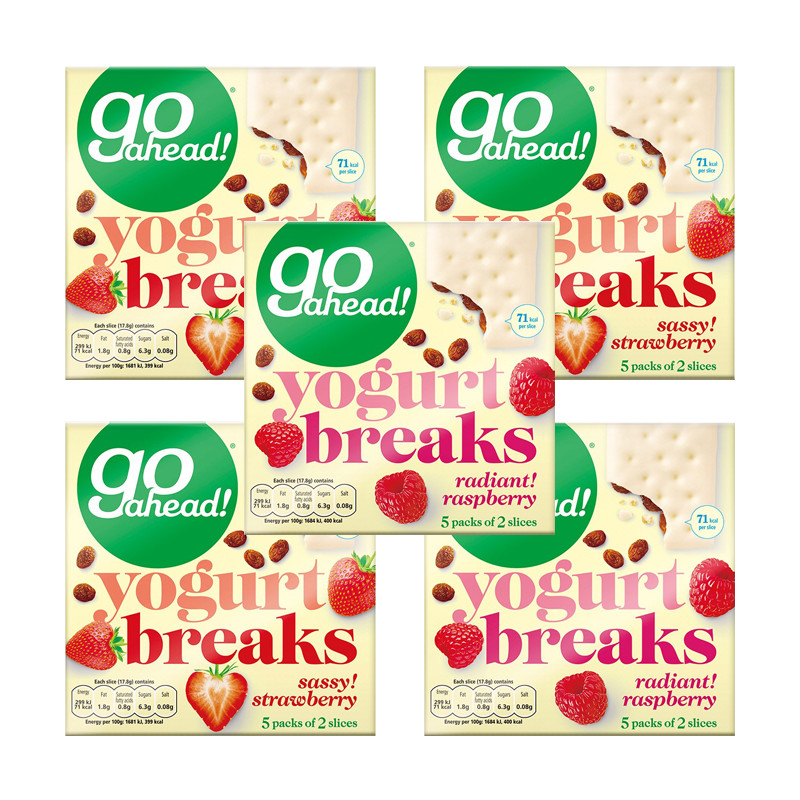 go
ahead!
®
71 kcal
per slice
yogurt
bre
Each slice (17.8g) contains
Energy Fat Saturated fatty acids Sugars Salt
299 kJ
71 kcal 1.8g 0.8g 6.3g 0.08g
Energy per 100g: 1681 kJ, 399 kcal
go
ahead!
®
71 kcal
per slice
urt
eaks
sassy!
strawberry
5 packs of 2 slices
go
ahead!
®
71 kcal
per slice
yogurt
breaks
radiant!
raspberry
Each slice (17.8g) contains
Energy Fat Saturated fatty acids Sugars Salt
299 kJ
71 kcal 1.8g 0.8g 6.3g 0.08g
Energy per 100g: 1684 kJ, 400 kcal
5 packs of 2 slices
go
ahead!
®
yogurt
breaks
sassy!
strawberry
Each slice (17.8g) contains
Energy Fat Saturated fatty acids Sugars Salt
299 kJ
71 kcal 1.8g 0.8g 6.3g 0.08g
Energy per 100g: 1681 kJ, 399 kcal
5 packs of 2 slices
d!
®
71 kcal
per slice
yogurt
breaks
radiant!
raspberry
Each slice (17.8g) contains
Energy Fat Saturated fatty acids Sugars Salt
299 kJ
71 kcal 1.8g 0.8g 6.3g 0.08g
Energy per 100g: 1684 kJ, 400 kcal
5 packs of 2 slices